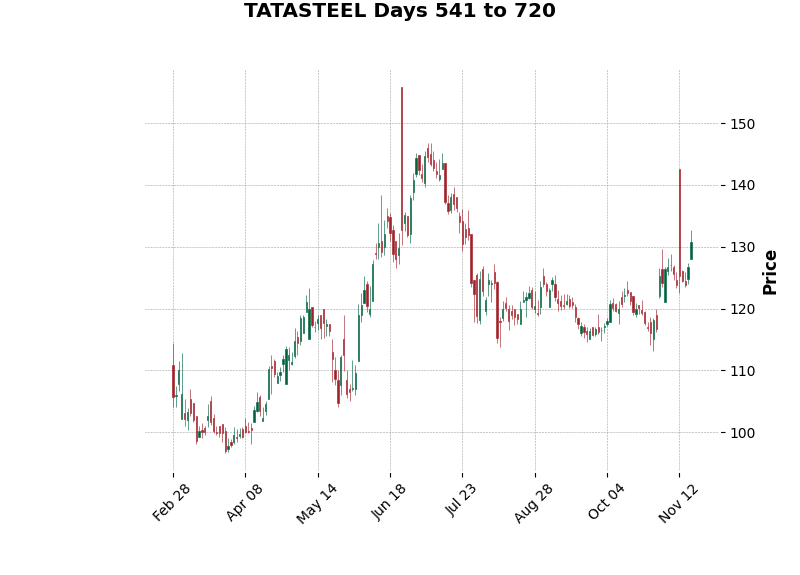 TATASTEEL Days 541 to 720
150
140
130
120
110
100
Price
Feb 28
Apr 08
May 14
Jun 18
Jul 23
Aug 28
Oct 04
Nov 12